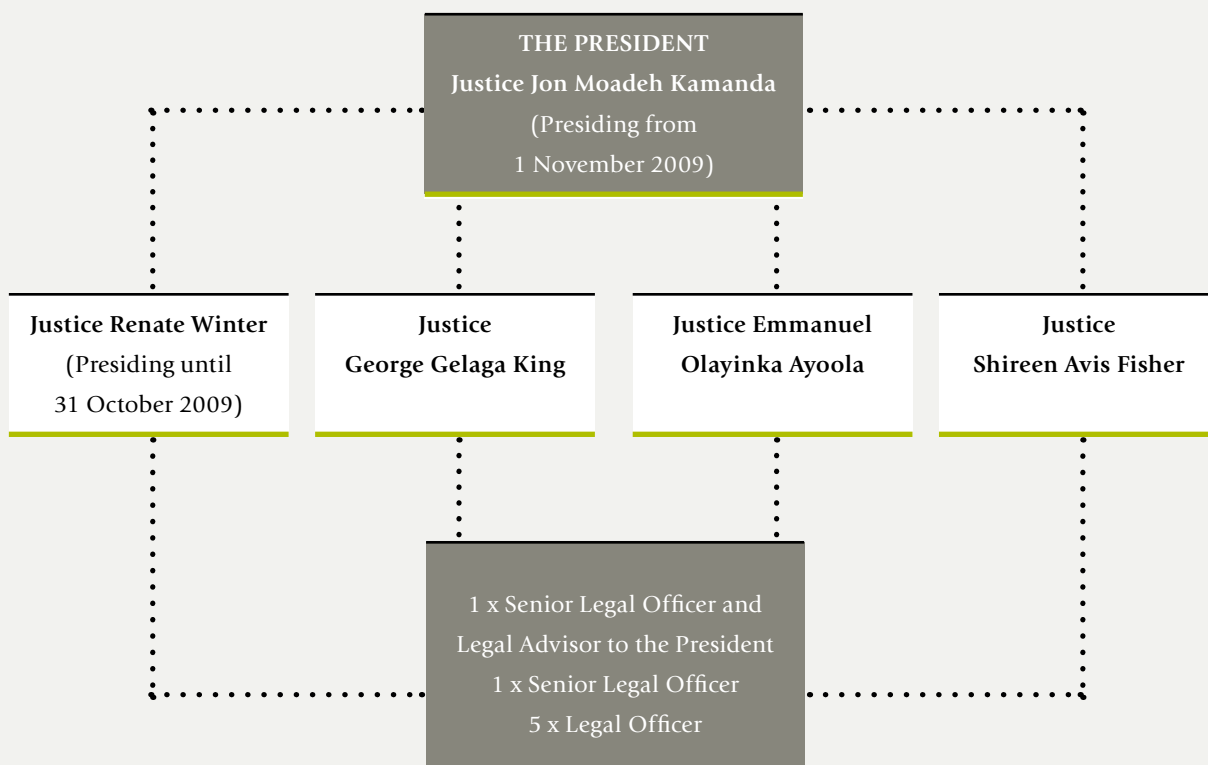 THE PRESIDENT
Justice Jon Moadeh Kamanda
(Presiding from
1 November 2009)
Justice Renate Winter
(Presiding until
31 October 2009)
Justice
George Gelaga King
Justice Emmanuel
Olayinka Ayoola
Justice
Shireen Avis Fisher
1 x Senior Legal Officer and
Legal Advisor to the President
1 x Senior Legal Officer
5 x Legal Officer